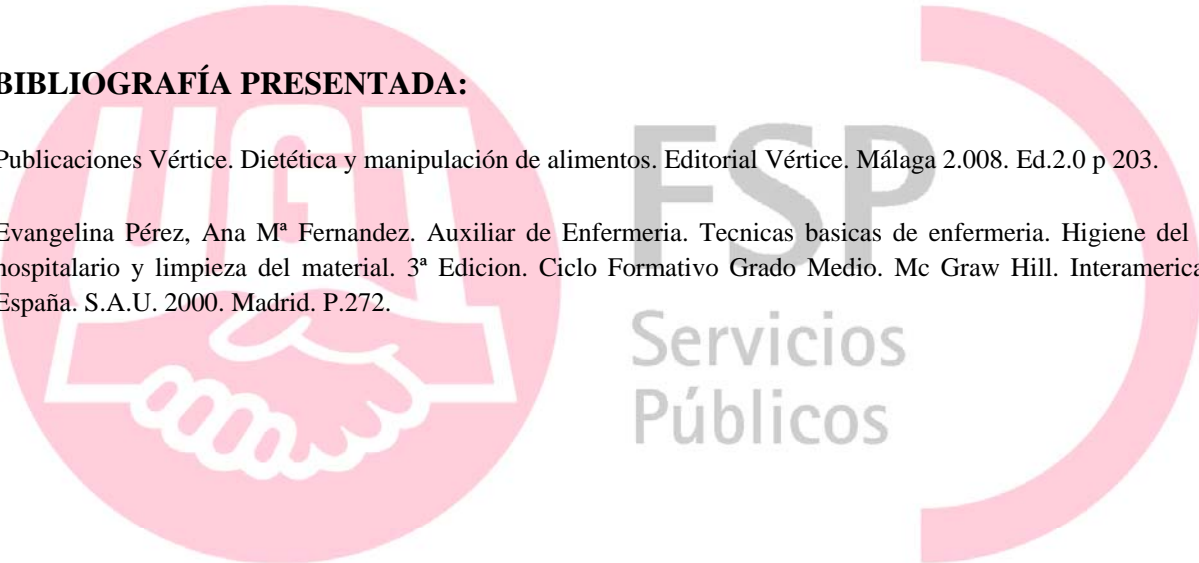 BIBLIOGRAFÍA PRESENTADA:
Publicaciones Vértice. Dietética y manipulación de alimentos. Editorial Vértice. Málaga 2.008. Ed.2.0 p 203.
Evangelina Pérez, Ana Mª Fernandez. Auxiliar de Enfermeria. Tecnicas basicas de enfermeria. Higiene del
hospitalario y limpieza del material. 3ª Edicion. Ciclo Formativo Grado Medio. Mc Graw Hill. Interamerica
España. S.A.U. 2000. Madrid. P.272.
UGT
FSP
Servicios
Públicos